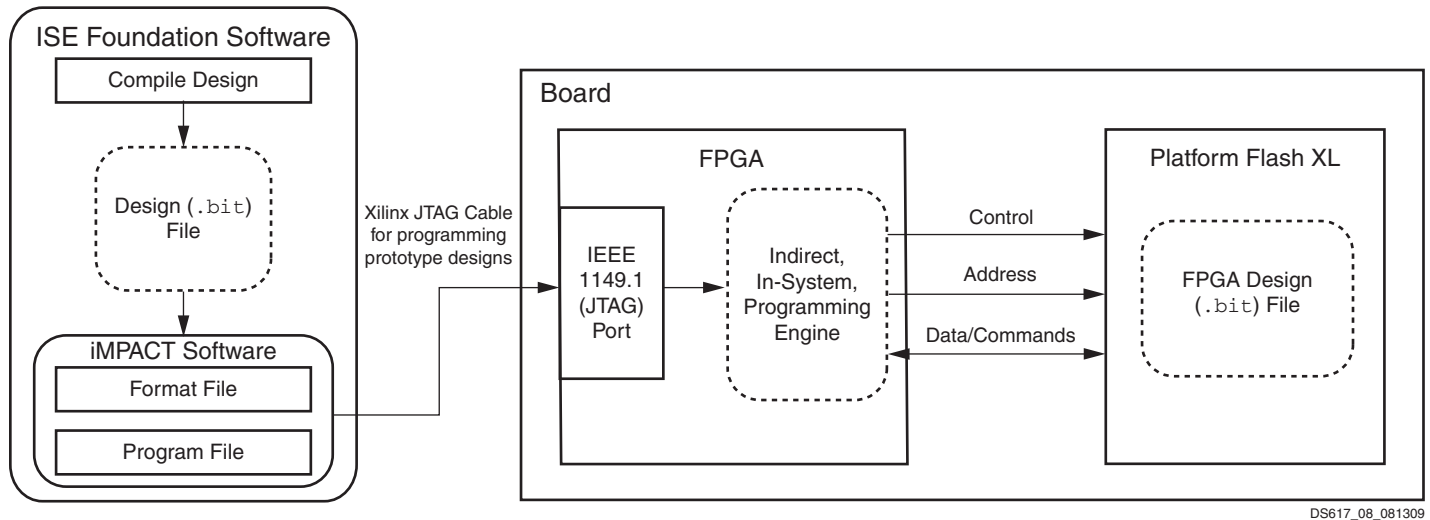 ISE Foundation Software
Compile Design
Design (.bit)
File
iMPACT Software
Format File
Program File
Xilinx JTAG Cable
for programming
prototype designs
Board
FPGA
IEEE
1149.1
(JTAG)
Port
Indirect,
In-System,
Programming
Engine
Control
Address
Data/Commands
Platform Flash XL
FPGA Design
(.bit) File
DS617_08_081309